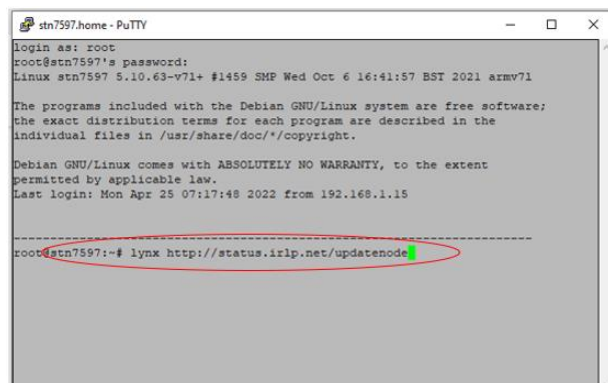 stn7597.home - PuTTY
login as: root
root@stn7597's password:
Linux stn7597 5.10.63-v7l+ #1459 SMP Wed Oct 6 16:41:57 BST 2021 armv7l
The programs included with the Debian GNU/Linux system are free software;
the exact distribution terms for each program are described in the
individual files in /usr/share/doc/*/copyright.
Debian GNU/Linux comes with ABSOLUTELY NO WARRANTY, to the extent
permitted by applicable law.
Last login: Mon Apr 25 07:17:48 2022 from 192.168.1.15
----------------------------------------------------------------
root@stn7597:~# lynx http://status.irlp.net/updatenode